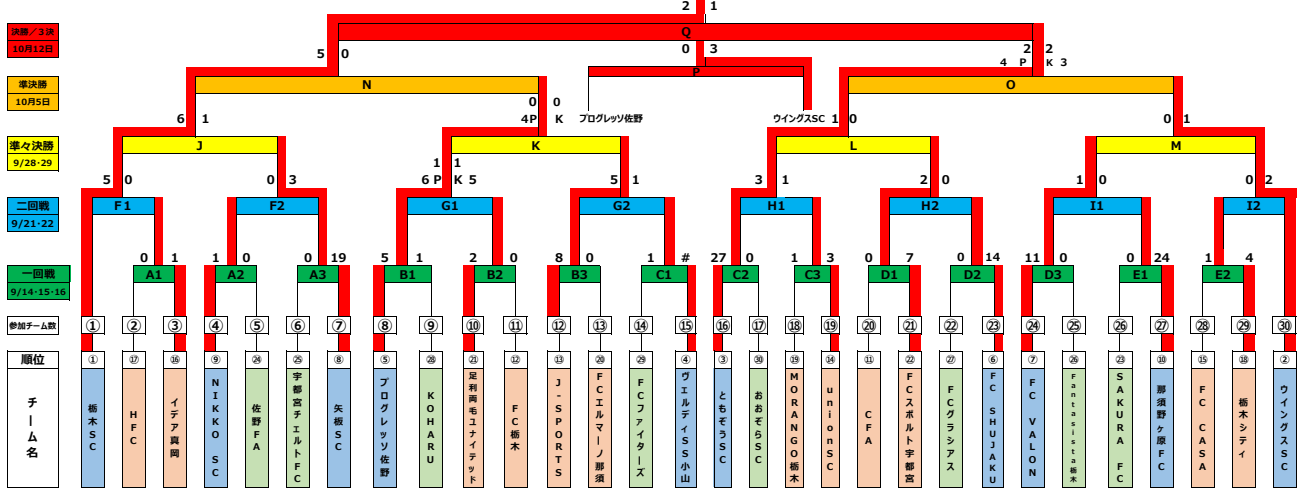 2 1
決勝／3決
10月12日
Q
5 0
0 3
2 2
4 P K 3
準決勝
10月5日
N
P
O
0 0
4P K
プログレッソ佐野
ウイングスSC
6 1
1 0
0 1
準々決勝
9/28・29
J
K
L
M
1 1
5 0
0 3
6 P K 5
5 1
3 1
2 0
1 0
0 2
二回戦
9/21・22
F1
F2
G1
G2
H1
H2
I1
I2
0 1
1 0
0 19
5 1
2 0
8 0
1 #
27 0
1 3
1 7
0 14
11 0
0 24
1 4
一回戦
9/14・15・16
A1
A2
A3
B1
B2
B3
C1
C2
C3
D1
D2
D3
E1
E2
参加チーム数
① ② ③ ④ ⑤ ⑥ ⑦ ⑧ ⑨ ⑩ ⑪ ⑫ ⑬ ⑭ ⑮ ⑯ ⑰ ⑱ ⑲ ⑳ ㉑ ㉒ ㉓ ㉔ ㉕ ㉖ ㉗ ㉘ ㉙ ㉚
順位
① ⑰ ⑯ ⑨ ㉔ ㉕ ⑧ ⑤ ㉘ ㉑ ⑫ ⑬ ⑳ ㉙ ④ ③ ㉚ ⑲ ⑭ ⑪ ㉒ ㉗ ⑥ ⑦ ㉖ ㉓ ⑩ ⑮ ⑱ ②
チーム名
栃木SC
HFC
イデア真岡
NIKKO SC
佐野FA
宇都宮チェルトFC
矢板SC
プログレッソ佐野
KOHARU
足利両毛ユナイテッド
FC栃木
J-SPORTS
FCエルマーノ那須
FCファイターズ
ヴェルディSS小山
ともぞうSC
おおぞらSC
MORANGO栃木
unionSC
CFA
FCスポルト宇都宮
FCグラシアス
FC SHUJAKU
FC VALON
Fantasista栃木
SAKURA FC
那須野ヶ原FC
FC CASA
栃木シティ
ウイングスSC